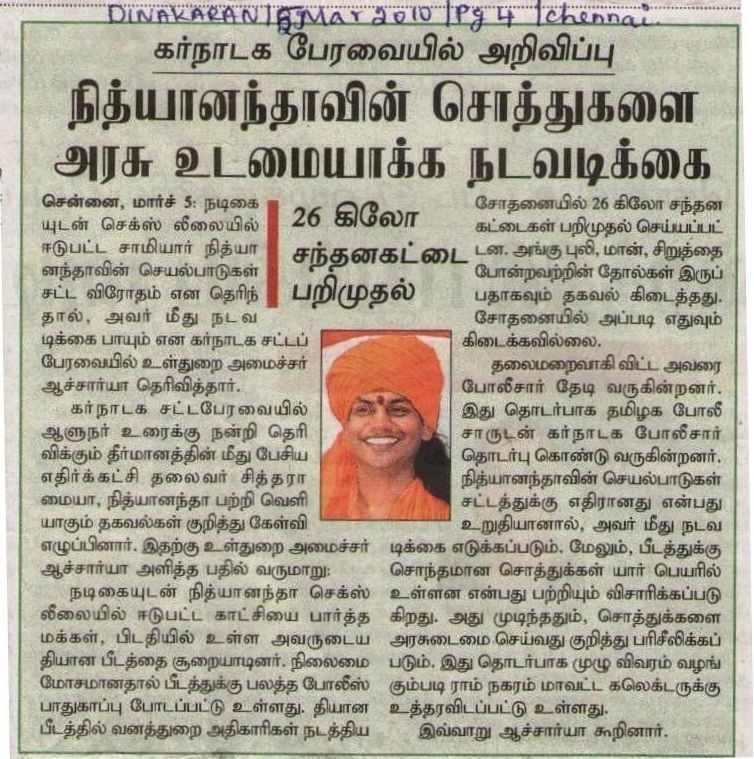 DINAKARAN | 6 Mar 2010 | Pg 4 | Chennai.
கர்நாடக பேரவையில் அறிவிப்பு
நித்யானந்தாவின் சொத்துகளை
அரசு உடமையாக்க நடவடிக்கை
சென்னை, மார்ச் 5: நடிகை
யுடன் செக்ஸ் லீலையில்
ஈடுபட்ட சாமியார் நித்யா
னந்தாவின் செயல்பாடுகள்
சட்ட விரோதம் என தெரிந்
தால், அவர் மீது நடவ
டிக்கை பாயும் என கர்நாடக சட்டப்
பேரவையில் உள்துறை அமைச்சர்
ஆச்சார்யா தெரிவித்தார்.
கர்நாடக சட்டபேரவையில்
ஆளுநர் உரைக்கு நன்றி தெரி
விக்கும் தீர்மானத்தின் மீது பேசிய
எதிர்க்கட்சி தலைவர் சித்தரா
மையா, நித்யானந்தா பற்றி வெளி
யாகும் தகவல்கள் குறித்து கேள்வி
எழுப்பினார். இதற்கு உள்துறை அமைச்சர்
ஆச்சார்யா அளித்த பதில் வருமாறு:
நடிகையுடன் நித்யானந்தா செக்ஸ்
லீலையில் ஈடுபட்ட காட்சியை பார்த்த
மக்கள், பிடதியில் உள்ள அவருடைய
தியான பீடத்தை சூறையாடினர். நிலைமை
மோசமானதால் பீடத்துக்கு பலத்த போலீஸ்
பாதுகாப்பு போடப்பட்டு உள்ளது. தியான
பீடத்தில் வனத்துறை அதிகாரிகள் நடத்திய
26 கிலோ
சந்தனகட்டை
பறிமுதல்
சோதனையில் 26 கிலோ சந்தன
கட்டைகள் பறிமுதல் செய்யப்பட்
டன. அங்கு புலி, மான், சிறுத்தை
போன்றவற்றின் தோல்கள் இருப்
பதாகவும் தகவல் கிடைத்தது.
சோதனையில் அப்படி எதுவும்
கிடைக்கவில்லை.
தலைமறைவாகி விட்ட அவரை
போலீசார் தேடி வருகின்றனர்.
இது தொடர்பாக தமிழக போலீ
சாருடன் கர்நாடக போலீசார்
தொடர்பு கொண்டு வருகின்றனர்.
நித்யானந்தாவின் செயல்பாடுகள்
சட்டத்துக்கு எதிரானது என்பது
உறுதியானால், அவர் மீது நடவ
டிக்கை எடுக்கப்படும். மேலும், பீடத்துக்கு
சொந்தமான சொத்துக்கள் யார் பெயரில்
உள்ளன என்பது பற்றியும் விசாரிக்கப்படு
கிறது. அது முடிந்ததும், சொத்துக்களை
அரசுடைமை செய்வது குறித்து பரிசீலிக்கப்
படும். இது தொடர்பாக முழு விவரம் வழங்
கும்படி ராம் நகரம் மாவட்ட கலெக்டருக்கு
உத்தரவிடப்பட்டு உள்ளது.
இவ்வாறு ஆச்சார்யா கூறினார்.